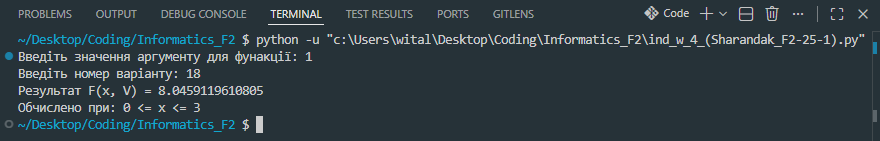 PROBLEMS OUTPUT DEBUG CONSOLE TERMINAL TEST RESULTS PORTS GITLENS Code
~/Desktop/Coding/Informatics_F2 $ python -u "c:\Users\wital\Desktop\Coding\Informatics_F2\ind_w_4_(Sharandak_F2-25-1).py"
Введіть значення аргументу для фунакції: 1
Введіть номер варіанту: 18
Результат F(x, V) = 8.0459119610805
Обчислено при: 0 <= x <= 3
~/Desktop/Coding/Informatics_F2 $